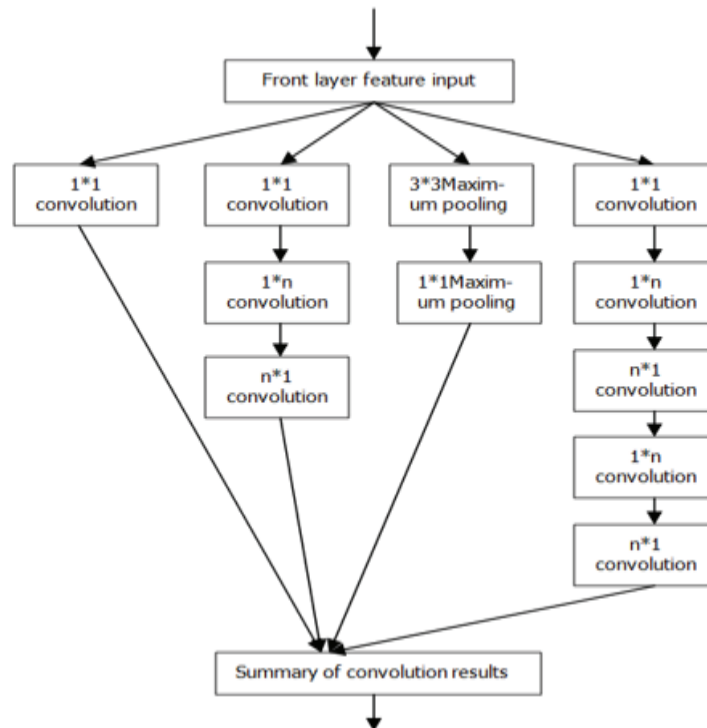 Front layer feature input
1*1
convolution
1*1
convolution
3*3Maxim-
um pooling
1*1
convolution
1*n
convolution
1*1Maxim-
um pooling
1*n
convolution
n*1
convolution
n*1
convolution
1*n
convolution
n*1
convolution
Summary of convolution results